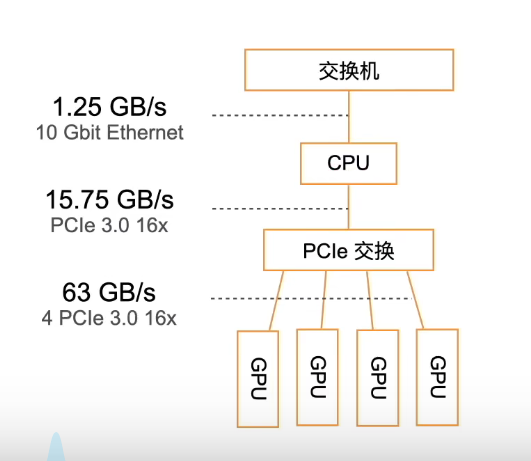 交换机
1.25 GB/s
10 Gbit Ethernet
CPU
15.75 GB/s
PCIe 3.0 16x
PCIe 交换
63 GB/s
4 PCIe 3.0 16x
GPU
GPU
GPU
GPU